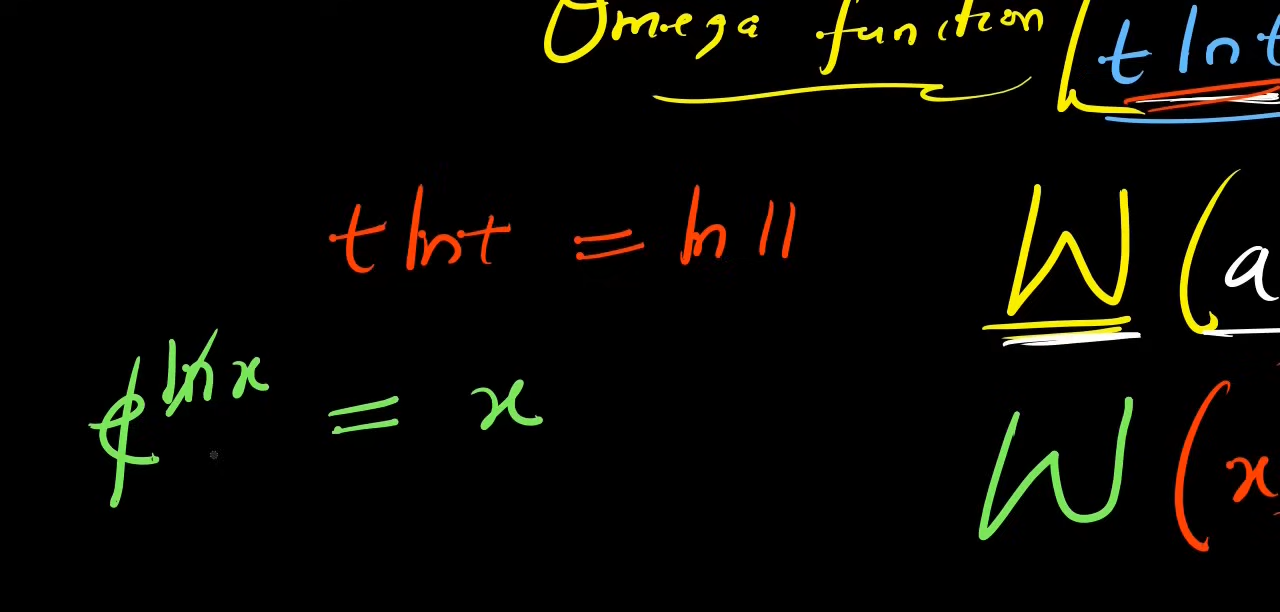 Omega function
t ln t
t ln t = ln 11
W ( a
e^{ln x} = x
W ( x